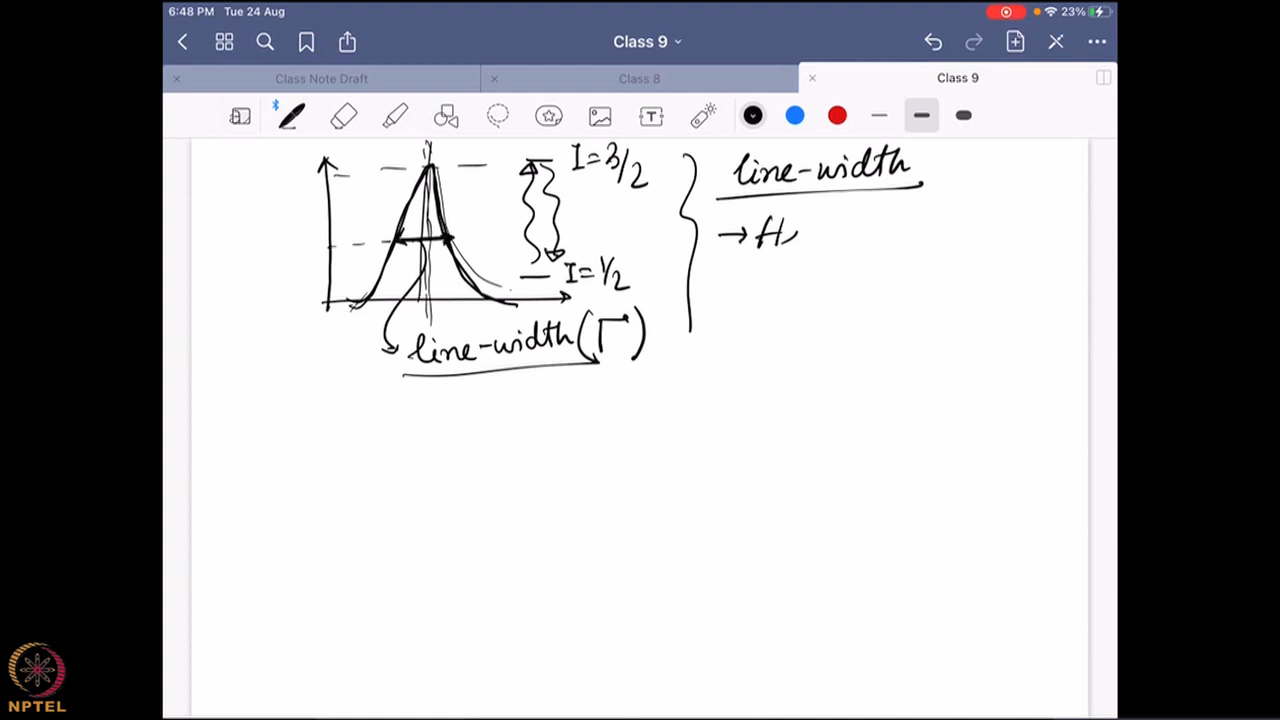 6:48 PM Tue 24 Aug
23%
Class 9
Class Note Draft
Class 8
Class 9
T
I=3/2
I=1/2
line-width (Γ)
line-width
→
NPTEL